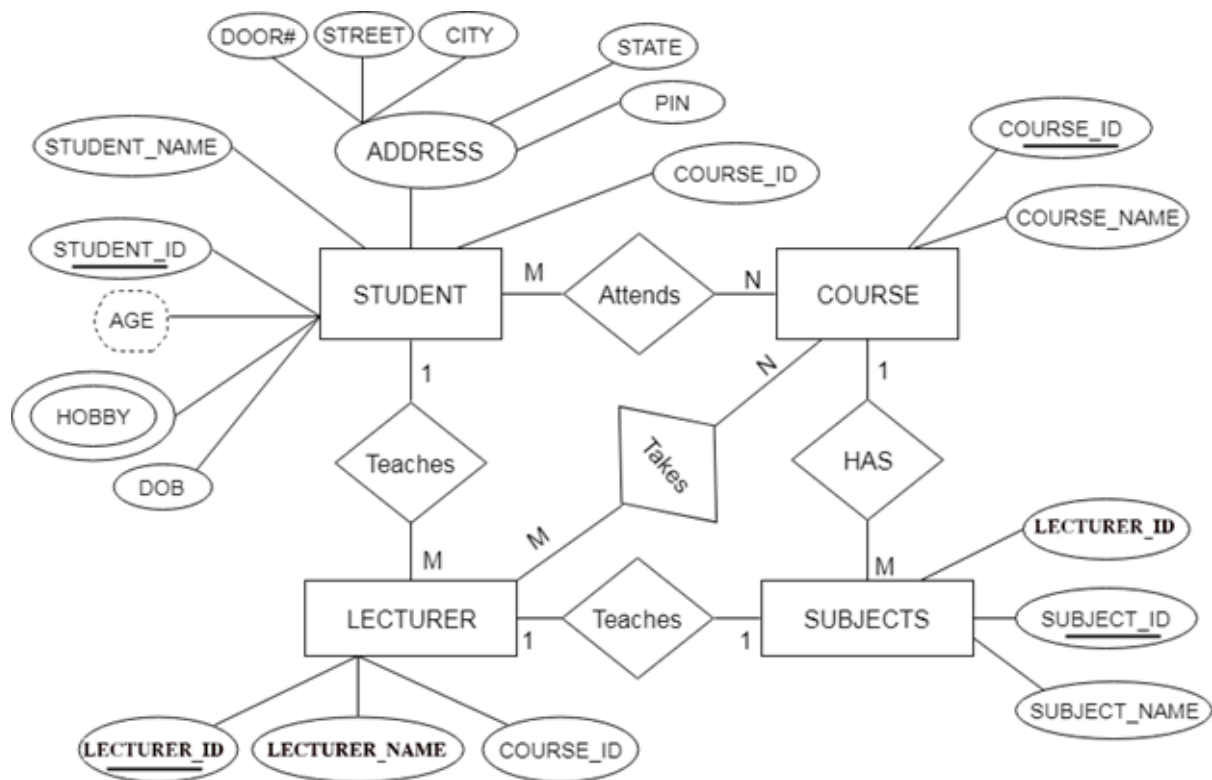 DOOR#
STREET
CITY
STATE
PIN
ADDRESS
STUDENT_NAME
COURSE_ID
COURSE_ID
COURSE_NAME
STUDENT_ID
AGE
HOBBY
DOB
STUDENT
M
Attends
N
COURSE
1
Teaches
M
N
Takes
M
1
HAS
M
LECTURER
1
Teaches
1
SUBJECTS
LECTURER_ID
SUBJECT_ID
SUBJECT_NAME
LECTURER_ID
LECTURER_NAME
COURSE_ID